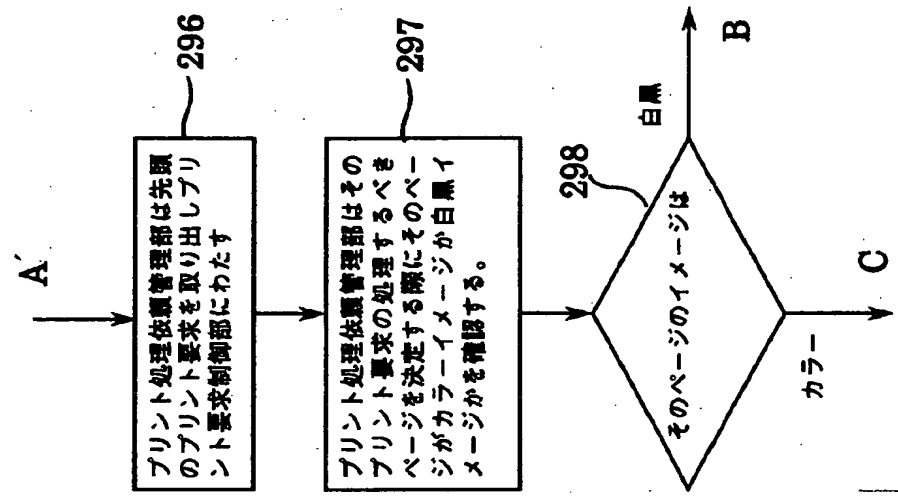 A′
プリント処理依頼管理部は先頭
のプリント要求を取り出しプリ
ント要求制御部にわたす
296
プリント処理依頼管理部はその
プリント要求の処理するべき
ページを決定する際にそのペー
ジがカラーイメージか白黒イ
メージかを確認する。
297
298
そのページのイメージは
白黒
B
カラー
C